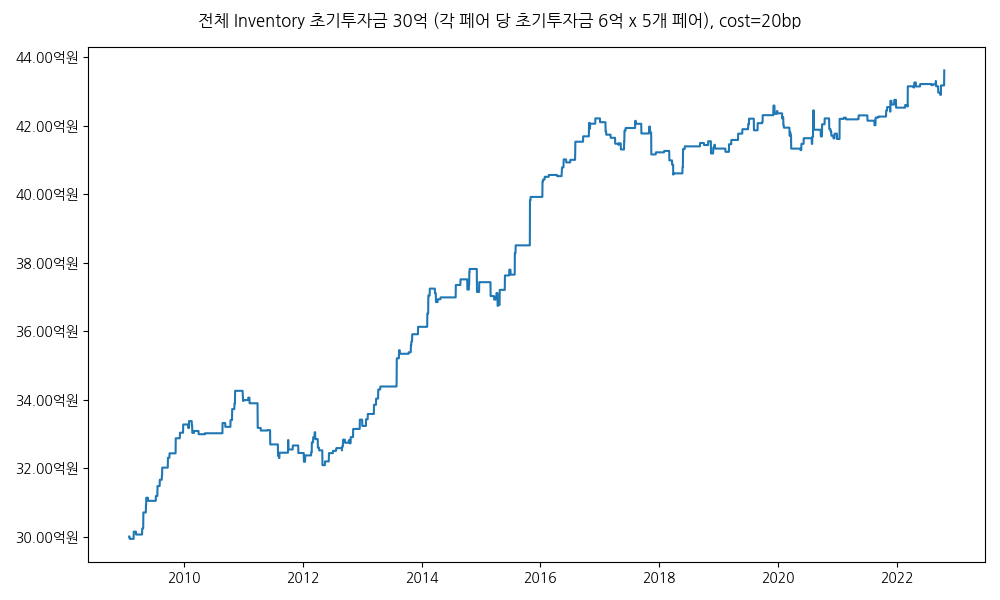 전체 Inventory 초기투자금 30억 (각 페어 당 초기투자금 6억 x 5개 페어), cost=20bp
44.00억원
42.00억원
40.00억원
38.00억원
36.00억원
34.00억원
32.00억원
30.00억원
2010 2012 2014 2016 2018 2020 2022